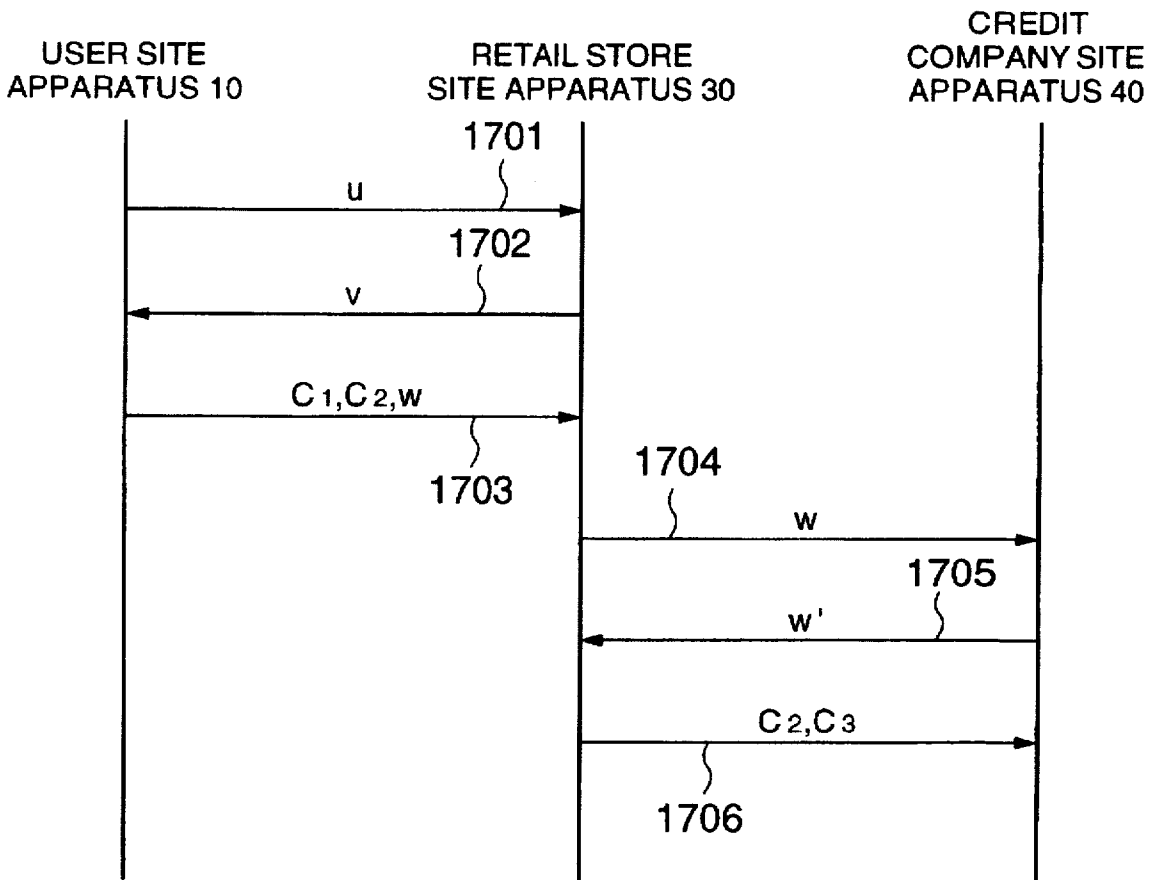 USER SITE
APPARATUS 10
RETAIL STORE
SITE APPARATUS 30
CREDIT
COMPANY SITE
APPARATUS 40
1701
u
1702
v
C1,C2,w
1703
1704
w
1705
w'
C2,C3
1706